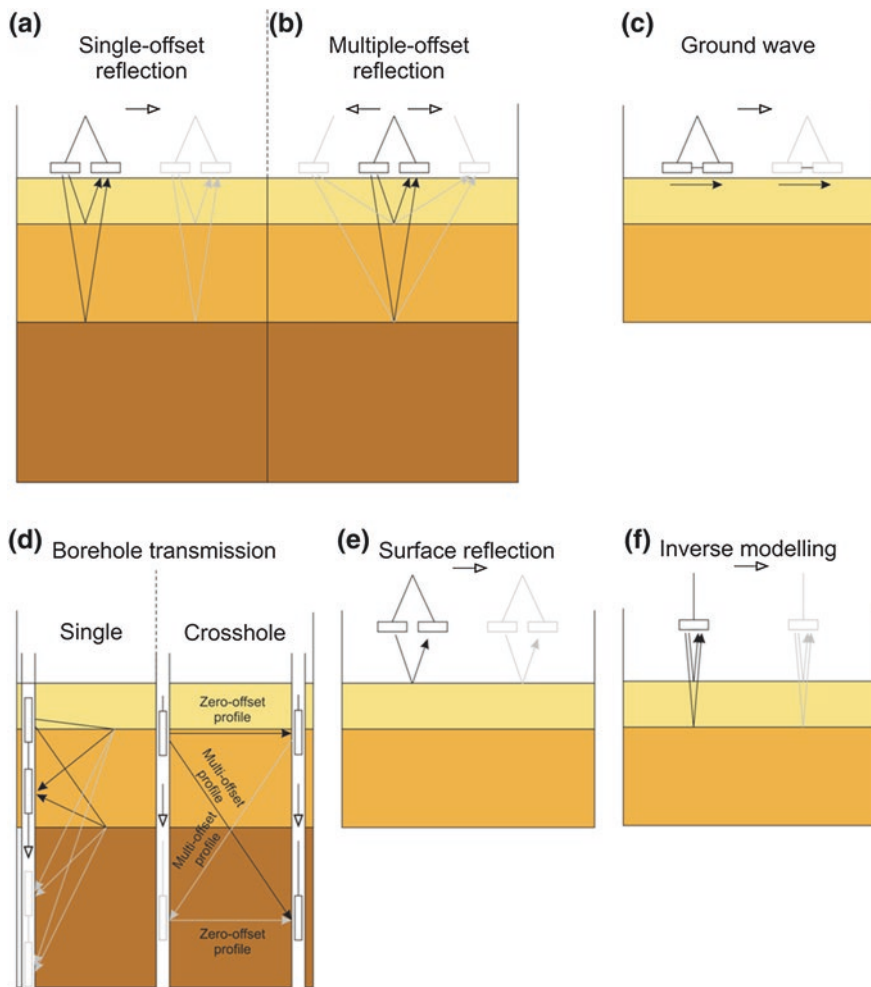 (a)
Single-offset
reflection
(b)
Multiple-offset
reflection
(c)
Ground wave
(d)
Borehole transmission
Single
Crosshole
Zero-offset
profile
Multi-offset
profile
Multi-offset
profile
Zero-offset
profile
(e)
Surface reflection
(f)
Inverse modelling